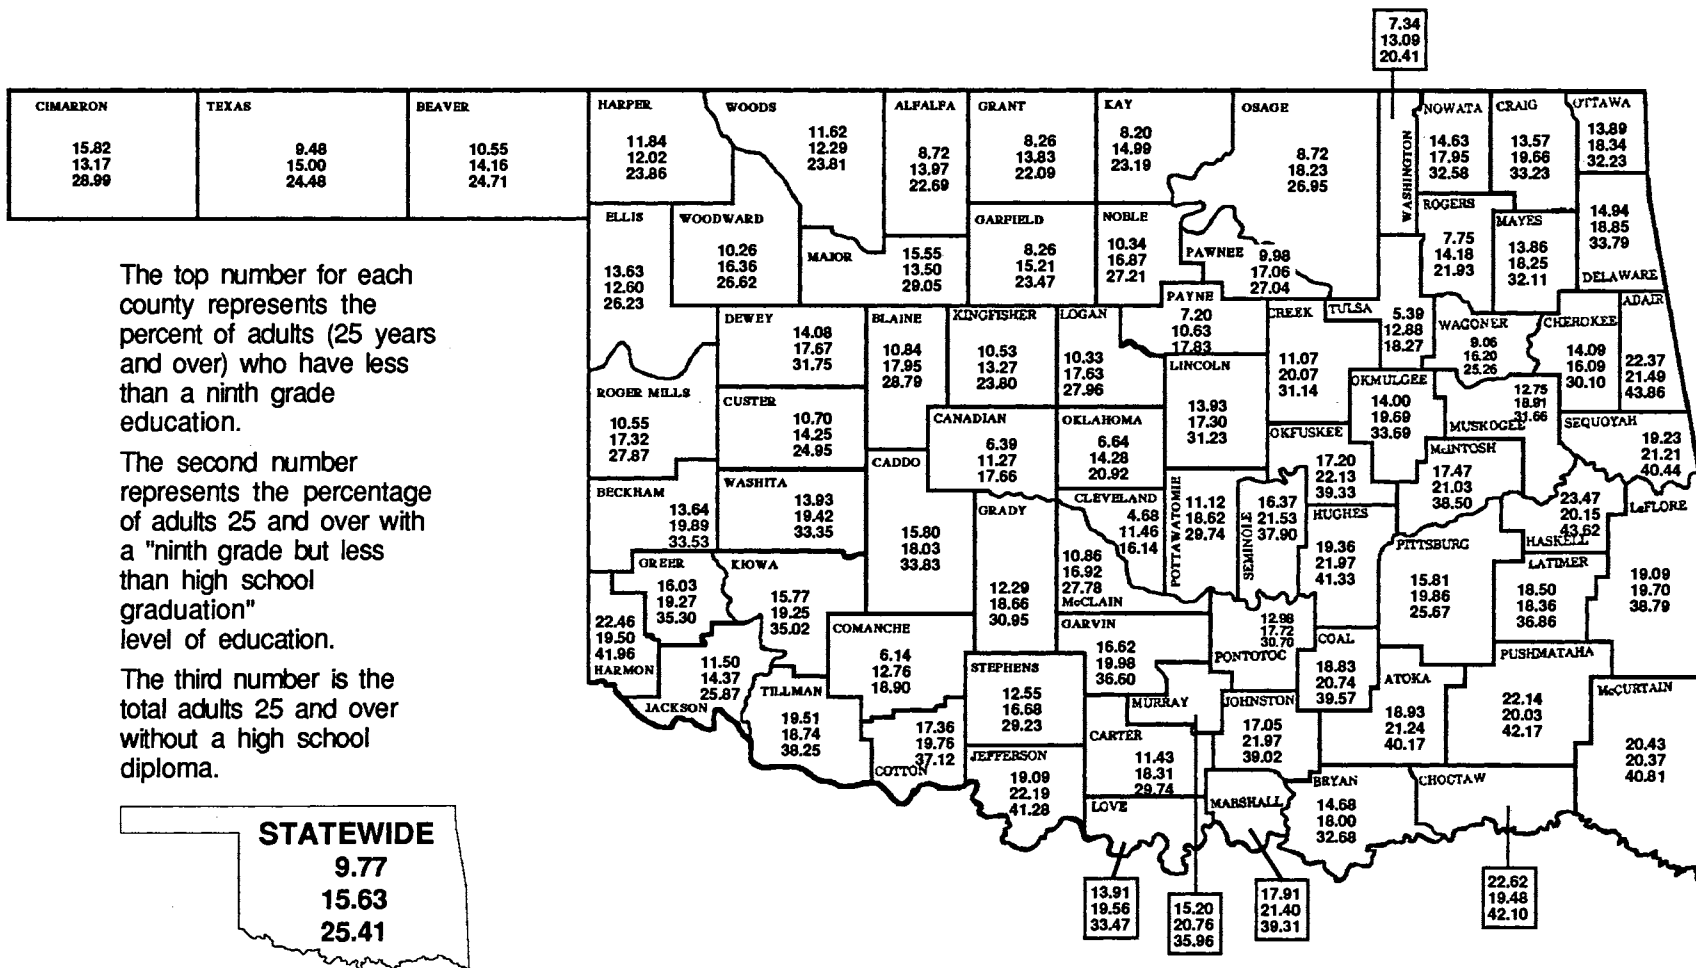 7.34
13.09
20.41
CIMARRON
15.82
13.17
28.99
TEXAS
9.48
15.00
24.48
BEAVER
10.55
14.16
24.71
HARPER
11.84
12.02
23.86
WOODS
11.62
12.29
23.81
ALFALFA
8.72
13.97
22.69
GRANT
8.26
13.83
22.09
KAY
8.20
14.99
23.19
OSAGE
8.72
18.23
26.95
WASHINGTON
NOWATA
14.63
17.95
32.58
CRAIG
13.57
19.66
33.23
OTTAWA
13.89
18.34
32.23
ELLIS
13.63
12.60
26.23
WOODWARD
10.26
16.36
26.62
MAJOR
15.55
13.50
29.05
GARFIELD
8.26
15.21
23.47
NOBLE
10.34
16.87
27.21
PAWNEE
9.98
17.06
27.04
ROGERS
7.75
14.18
21.93
MAYES
13.86
18.25
32.11
14.94
18.85
33.79
DELAWARE
The top number for each
county represents the
percent of adults (25 years
and over) who have less
than a ninth grade
education.
The second number
represents the percentage
of adults 25 and over with
a "ninth grade but less
than high school
graduation"
level of education.
The third number is the
total adults 25 and over
without a high school
diploma.
DEWEY
14.08
17.67
31.75
BLAINE
10.84
17.95
28.79
KINGFISHER
10.53
13.27
23.80
LOGAN
10.33
17.63
27.96
PAYNE
7.20
10.63
17.83
CREEK
11.07
20.07
31.14
TULSA
5.39
12.88
18.27
WAGONER
9.06
16.20
25.26
CHEROKEE
14.09
16.09
30.10
ADAIR
22.37
21.49
43.86
ROGER MILLS
10.55
17.32
27.87
CUSTER
10.70
14.25
24.95
CANADIAN
6.39
11.27
17.66
OKLAHOMA
6.64
14.28
20.92
LINCOLN
13.93
17.30
31.23
OKMULGEE
14.00
19.69
33.69
12.75
18.91
31.66
MUSKOGEE
SEQUOYAH
19.23
21.21
40.44
BECKHAM
13.64
19.89
33.53
WASHITA
13.93
19.42
33.35
CADDO
15.80
18.03
33.83
GRADY
12.29
18.66
30.95
CLEVELAND
4.68
11.46
16.14
10.86
16.92
27.78
McCLAIN
POTTAWATOMIE
11.12
18.62
29.74
SEMINOLE
16.37
21.53
37.90
OKFUSKEE
17.20
22.13
39.33
HUGHES
19.36
21.97
41.33
McINTOSH
17.47
21.03
38.50
23.47
20.15
43.62
HASKELL
LeFLORE
19.09
19.70
38.79
GREER
16.03
19.27
35.30
KIOWA
15.77
19.25
35.02
22.46
19.50
41.96
HARMON
11.50
14.37
25.87
JACKSON
TILLMAN
19.51
18.74
38.25
COMANCHE
6.14
12.76
18.90
17.36
19.76
37.12
COTTON
STEPHENS
12.55
16.68
29.23
JEFFERSON
19.09
22.19
41.28
GARVIN
16.62
19.98
36.60
MURRAY
CARTER
11.43
18.31
29.74
LOVE
12.98
17.72
30.70
PONTOTOC
JOHNSTON
17.05
21.97
39.02
MARSHALL
COAL
18.83
20.74
39.57
PITTSBURG
15.81
19.86
25.67
LATIMER
18.50
18.36
36.86
ATOKA
18.93
21.24
40.17
PUSHMATAHA
22.14
20.03
42.17
McCURTAIN
20.43
20.37
40.81
BRYAN
14.68
18.00
32.68
CHOCTAW
13.91
19.56
33.47
15.20
20.76
35.96
17.91
21.40
39.31
22.62
19.48
42.10
STATEWIDE
9.77
15.63
25.41